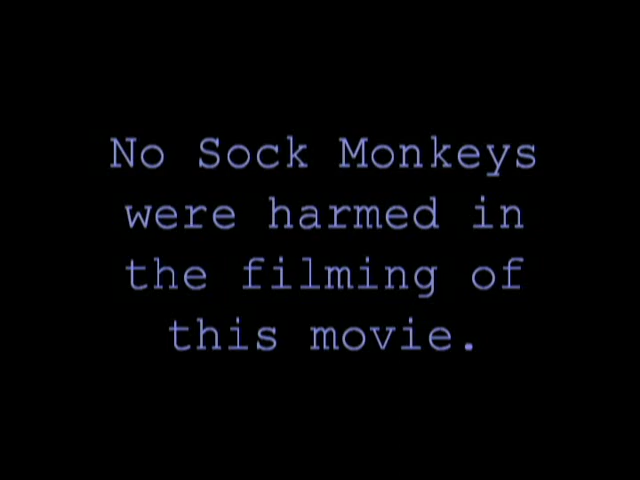 No Sock Monkeys
were harmed in
the filming of
this movie.